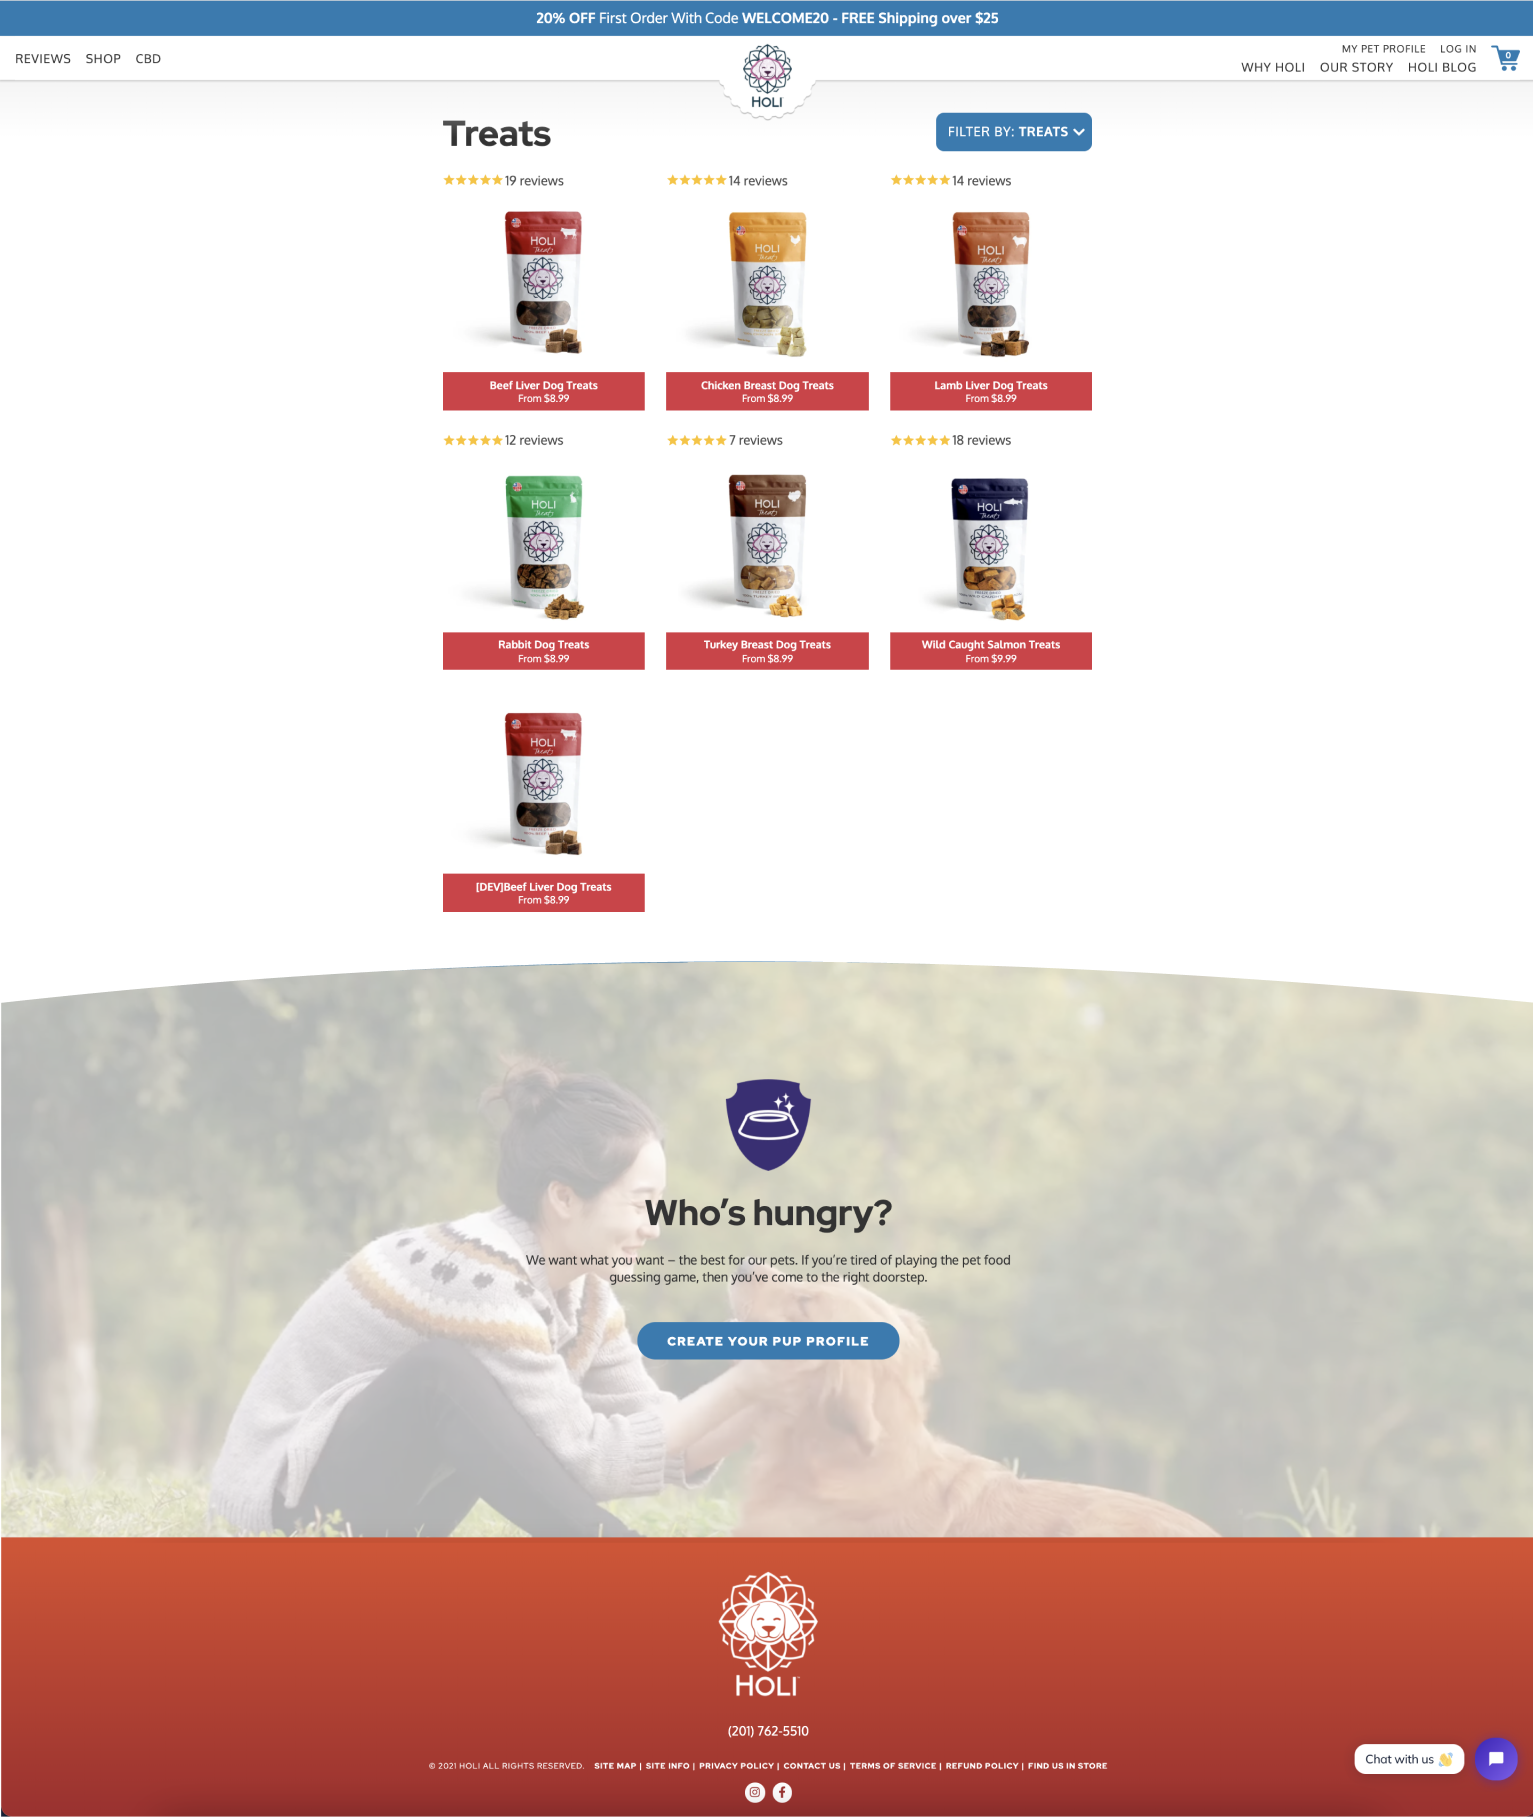 20% OFF First Order With Code WELCOME20 - FREE Shipping over $25
REVIEWS SHOP CBD
HOLI
MY PET PROFILE LOG IN
WHY HOLI OUR STORY HOLI BLOG
0
Treats
FILTER BY: TREATS
19 reviews
14 reviews
14 reviews
HOLI
Treats
HOLI
Treats
HOLI
Treats
Beef Liver Dog Treats
From $8.99
Chicken Breast Dog Treats
From $8.99
Lamb Liver Dog Treats
From $8.99
12 reviews
7 reviews
18 reviews
HOLI
Treats
HOLI
Treats
HOLI
Treats
Rabbit Dog Treats
From $8.99
Turkey Breast Dog Treats
From $8.99
Wild Caught Salmon Treats
From $9.99
HOLI
Treats
[DEV]Beef Liver Dog Treats
From $8.99
Who's hungry?
We want what you want – the best for our pets. If you're tired of playing the pet food
guessing game, then you've come to the right doorstep.
CREATE YOUR PUP PROFILE
HOLI
(201) 762-5510
© 2021 HOLI ALL RIGHTS RESERVED. SITE MAP | SITE INFO | PRIVACY POLICY | CONTACT US | TERMS OF SERVICE | REFUND POLICY | FIND US IN STORE
Chat with us 👋